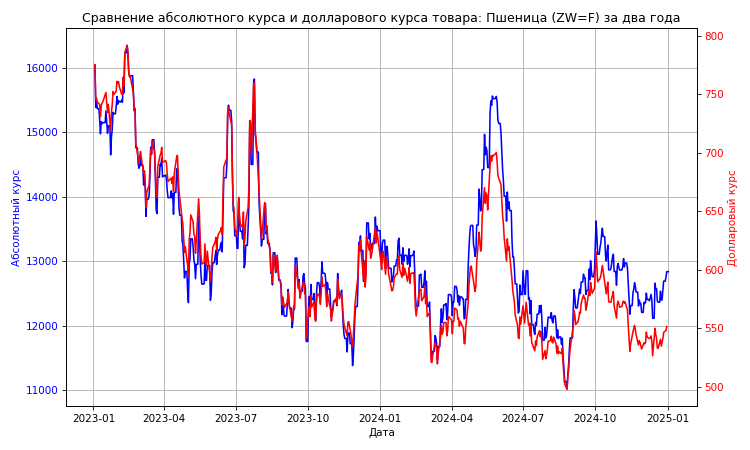 Сравнение абсолютного курса и долларового курса товара: Пшеница (ZW=F) за два года
16000
15000
14000
13000
12000
11000
Абсолютный курс
800
750
700
650
600
550
500
Долларовый курс
2023-01 2023-04 2023-07 2023-10 2024-01 2024-04 2024-07 2024-10 2025-01
Дата